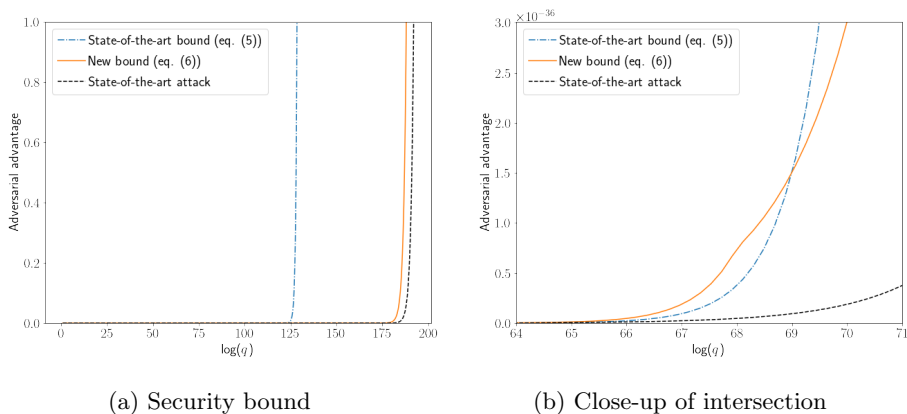 State-of-the-art bound (eq. (5))
New bound (eq. (6))
State-of-the-art attack
Adversarial advantage
1.0
0.8
0.6
0.4
0.2
0.0
0 25 50 75 100 125 150 175 200
log(q)
(a) Security bound
×10⁻³⁶
State-of-the-art bound (eq. (5))
New bound (eq. (6))
State-of-the-art attack
Adversarial advantage
3.0
2.5
2.0
1.5
1.0
0.5
0.0
64 65 66 67 68 69 70 71
log(q)
(b) Close-up of intersection